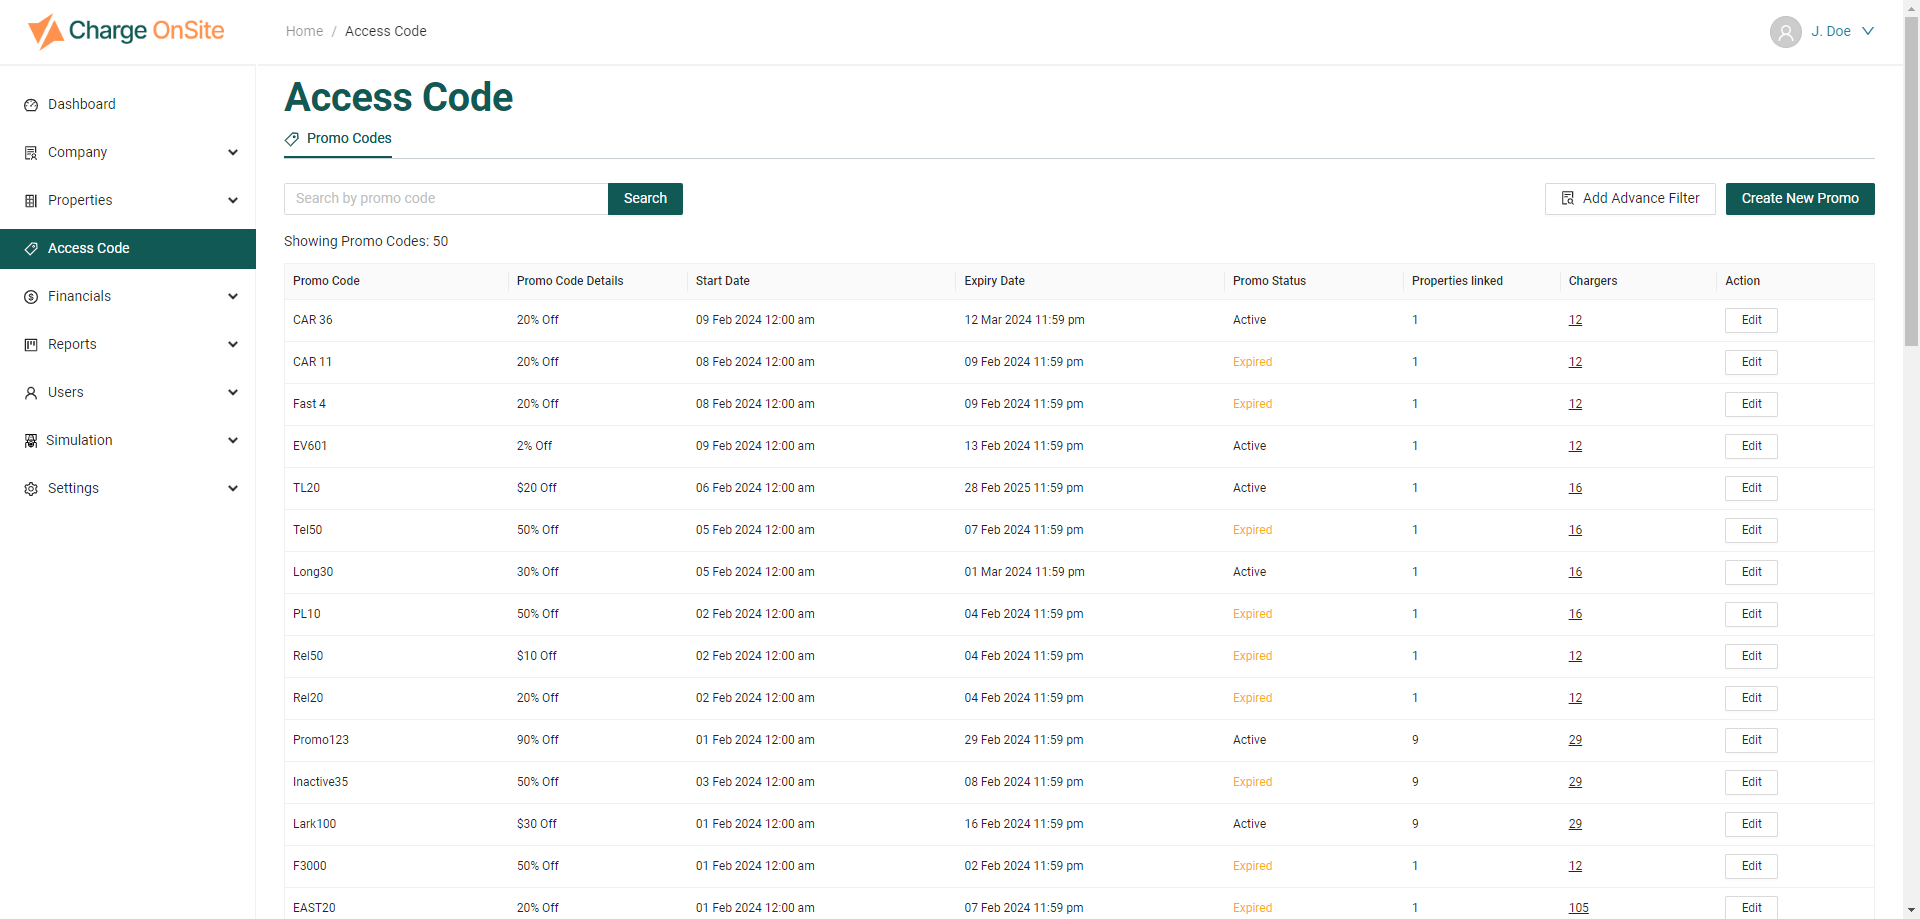 Charge OnSite
Home / Access Code
J. Doe
Dashboard
Company
Properties
Access Code
Financials
Reports
Users
Simulation
Settings
Access Code
Promo Codes
Search by promo code Search
Add Advance Filter Create New Promo
Showing Promo Codes: 50
Promo Code Promo Code Details Start Date Expiry Date Promo Status Properties linked Chargers Action
CAR 36 20% Off 09 Feb 2024 12:00 am 12 Mar 2024 11:59 pm Active 1 12 Edit
CAR 11 20% Off 08 Feb 2024 12:00 am 09 Feb 2024 11:59 pm Expired 1 12 Edit
Fast 4 20% Off 08 Feb 2024 12:00 am 09 Feb 2024 11:59 pm Expired 1 12 Edit
EV601 2% Off 09 Feb 2024 12:00 am 13 Feb 2024 11:59 pm Active 1 12 Edit
TL20 $20 Off 06 Feb 2024 12:00 am 28 Feb 2025 11:59 pm Active 1 16 Edit
Tel50 50% Off 05 Feb 2024 12:00 am 07 Feb 2024 11:59 pm Expired 1 16 Edit
Long30 30% Off 05 Feb 2024 12:00 am 01 Mar 2024 11:59 pm Active 1 16 Edit
PL10 50% Off 02 Feb 2024 12:00 am 04 Feb 2024 11:59 pm Expired 1 16 Edit
Rel50 $10 Off 02 Feb 2024 12:00 am 04 Feb 2024 11:59 pm Expired 1 12 Edit
Rel20 20% Off 02 Feb 2024 12:00 am 04 Feb 2024 11:59 pm Expired 1 12 Edit
Promo123 90% Off 01 Feb 2024 12:00 am 29 Feb 2024 11:59 pm Active 9 29 Edit
Inactive35 50% Off 03 Feb 2024 12:00 am 08 Feb 2024 11:59 pm Expired 9 29 Edit
Lark100 $30 Off 01 Feb 2024 12:00 am 16 Feb 2024 11:59 pm Active 9 29 Edit
F3000 50% Off 01 Feb 2024 12:00 am 02 Feb 2024 11:59 pm Expired 1 12 Edit
EAST20 20% Off 01 Feb 2024 12:00 am 07 Feb 2024 11:59 pm Expired 1 105 Edit